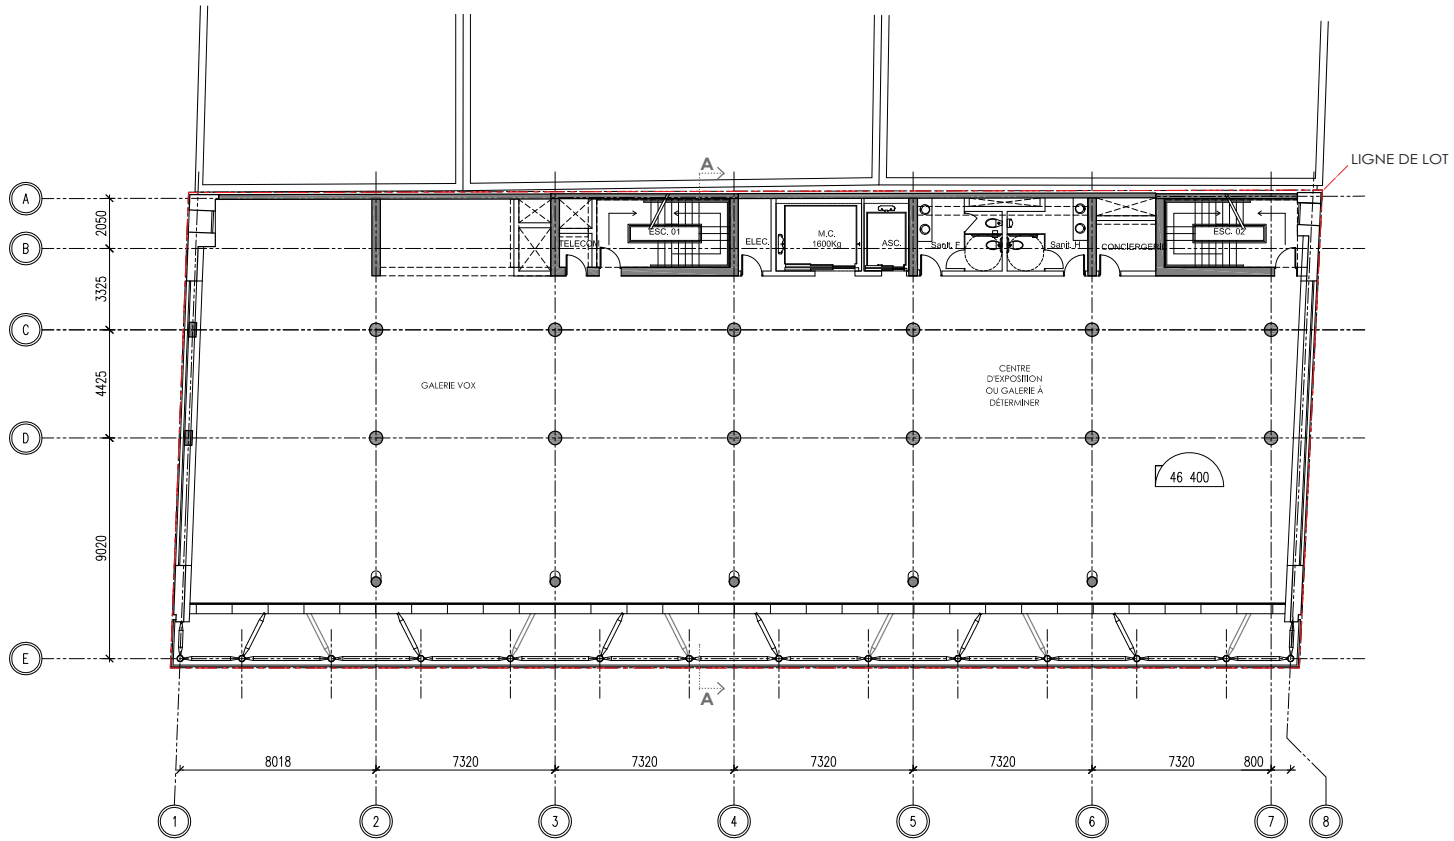 A
LIGNE DE LOT
A
B
C
D
E
2050
3325
4425
9020
TELECOM
ESC. 01
ELEC.
M.C.
1600Kg
ASC.
Sanit. F
Sanit. H
CONCIERGERIE
ESC. 02
GALERIE VOX
CENTRE
D'EXPOSITION
OU GALERIE À
DÉTERMINER
46 400
A
8018
7320
7320
7320
7320
7320
800
1
2
3
4
5
6
7
8